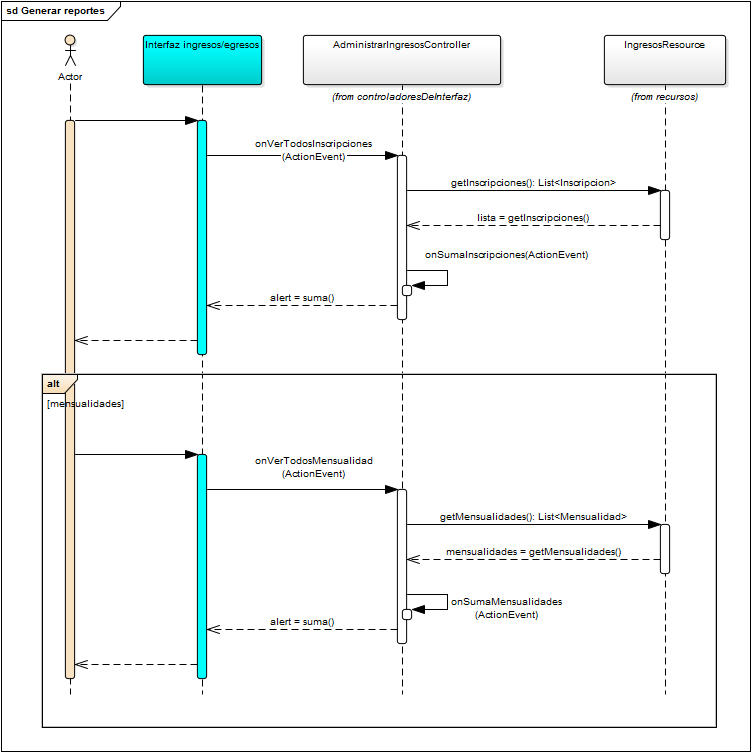 sd Generar reportes
Actor
Interfaz ingresos/egresos
AdministrarIngresosController
(from controladoresDeInterfaz)
IngresosResource
(from recursos)
onVerTodosInscripciones
(ActionEvent)
getInscripciones(): List<Inscripcion>
lista = getInscripciones()
onSumaInscripciones(ActionEvent)
alert = suma()
alt
[mensualidades]
onVerTodosMensualidad
(ActionEvent)
getMensualidades(): List<Mensualidad>
mensualidades = getMensualidades()
onSumaMensualidades
(ActionEvent)
alert = suma()